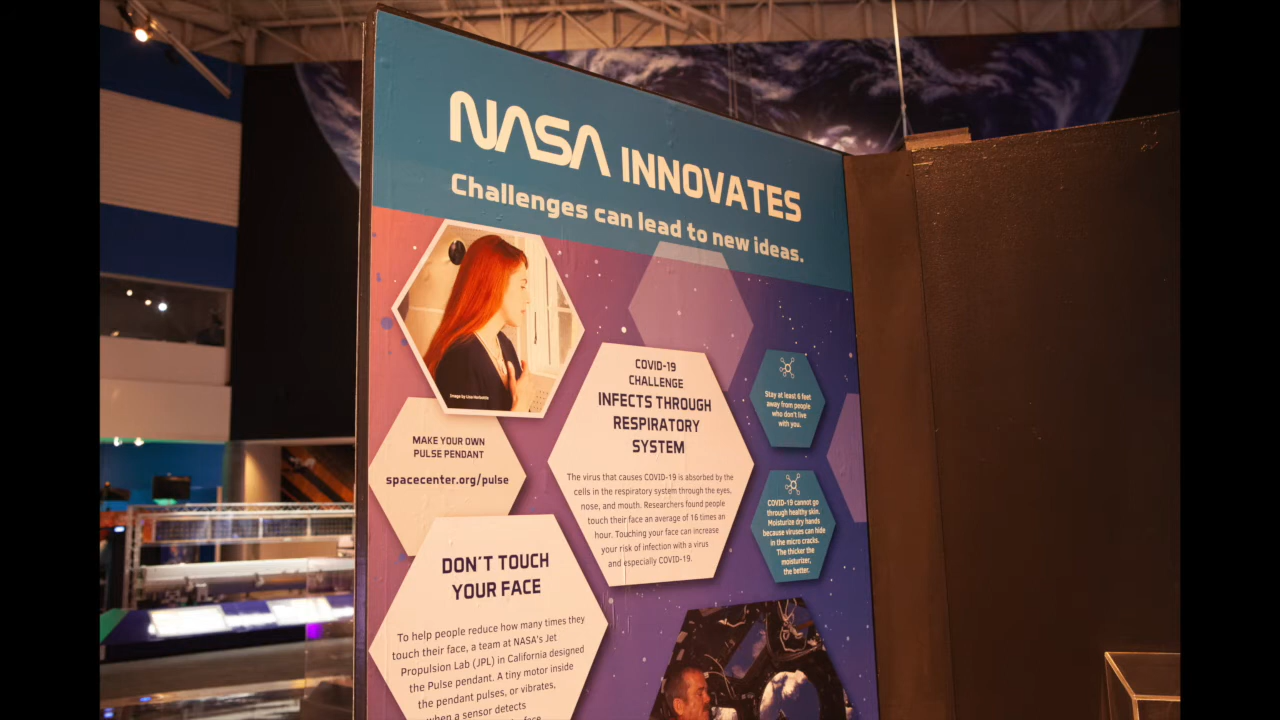 NASA INNOVATES
Challenges can lead to new ideas.
COVID-19
CHALLENGE
INFECTS THROUGH
RESPIRATORY
SYSTEM
The virus that causes COVID-19 is absorbed by the
cells in the respiratory system through the eyes,
nose, and mouth. Researchers found people
touch their face an average of 16 times an
hour. Touching your face can increase
your risk of infection with a virus
and especially COVID-19.
Stay at least 6 feet
away from people
who don't live
with you.
MAKE YOUR OWN
PULSE PENDANT
spacecenter.org/pulse
COVID-19 cannot go
through healthy skin.
Moisturize dry hands
because viruses can hide
in the micro cracks.
The thicker the
moisturizer,
the better.
DON'T TOUCH
YOUR FACE
To help people reduce how many times they
touch their face, a team at NASA's Jet
Propulsion Lab (JPL) in California designed
the Pulse pendant. A tiny motor inside
the pendant pulses, or vibrates,
when a sensor detects